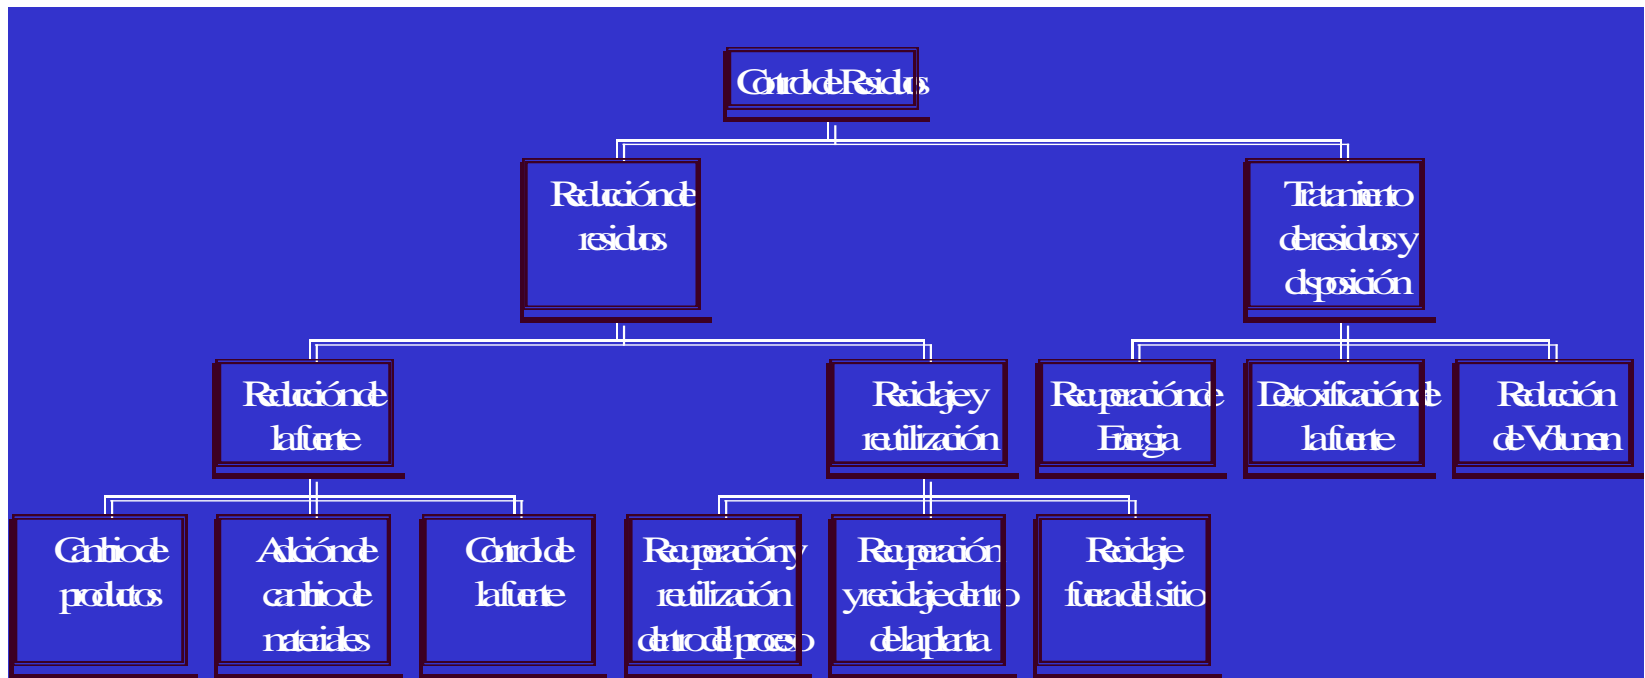 Control de Residuos
Reducción de
residuos
Tratamiento
de residuos y
disposición
Reducción de
la fuente
Reciclaje y
reutilización
Recuperación de
Energia
Detoxificación de
la fuente
Reducción
de Volumen
Cambio de
productos
Adición de
cambio de
materiales
Control de
la fuente
Recuperación y
reutilización
dentro del proceso
Recuperación
y reciclaje dentro
de la planta
Reciclaje
fuera del sitio